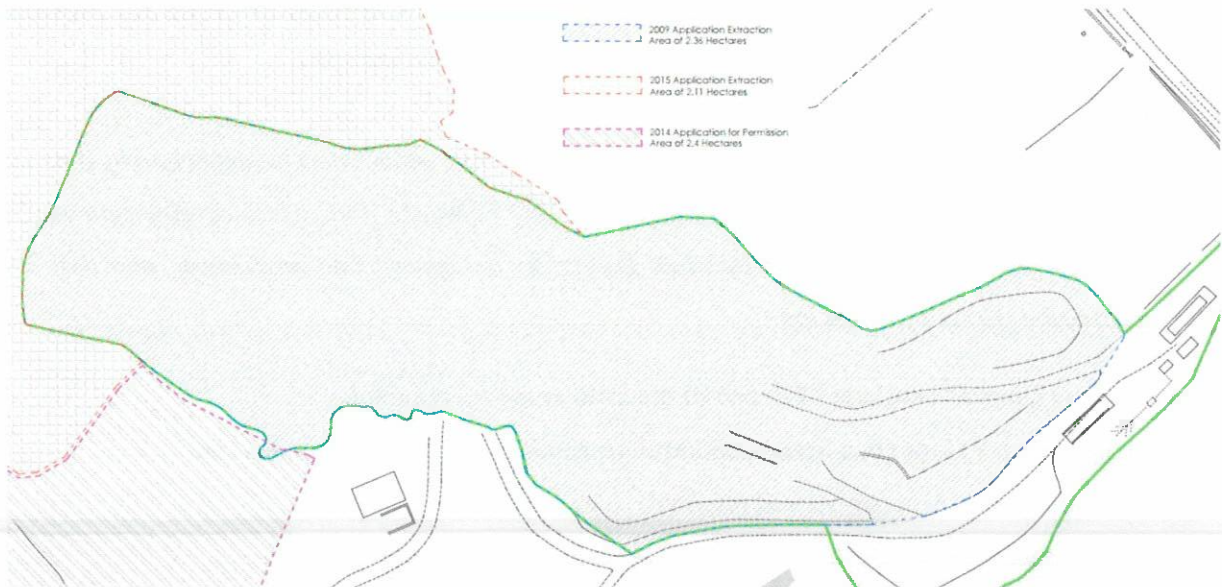 2009 Application Extraction
Area of 2.36 Hectares
2015 Application Extraction
Area of 2.11 Hectares
2014 Application for Permission
Area of 2.4 Hectares